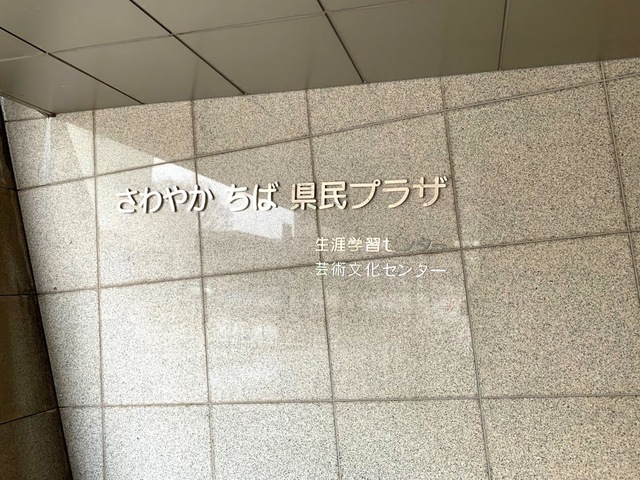 さわやか ちば 県民プラザ
生涯学習センター
芸術文化センター